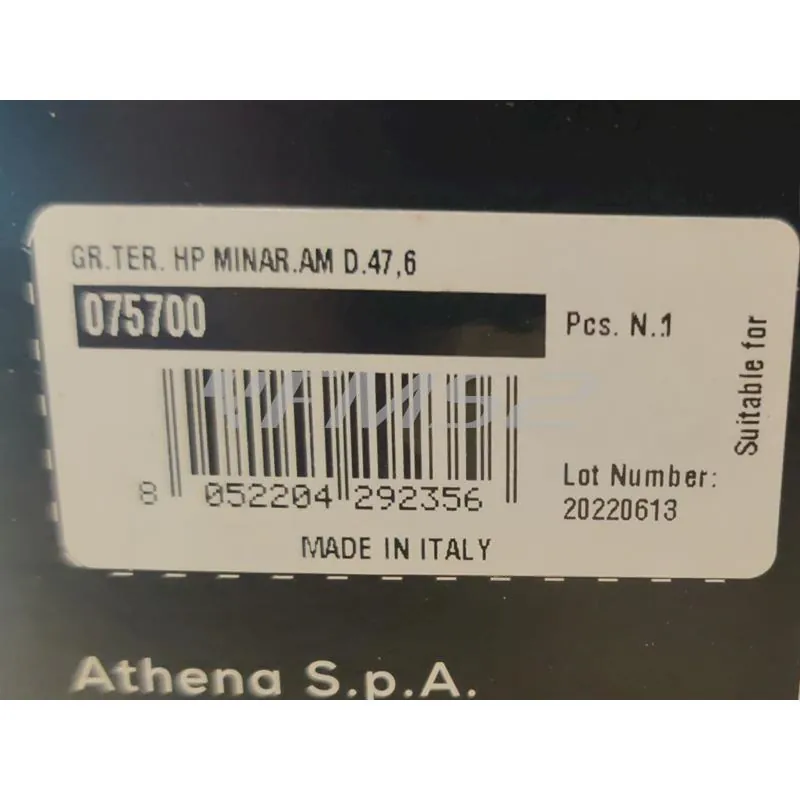 GR.TER. HP MINAR.AM D.47,6
075700
Pcs. N.1
Suitable for
8 052204 292356
Lot Number:
20220613
MADE IN ITALY
Athena S.p.A.